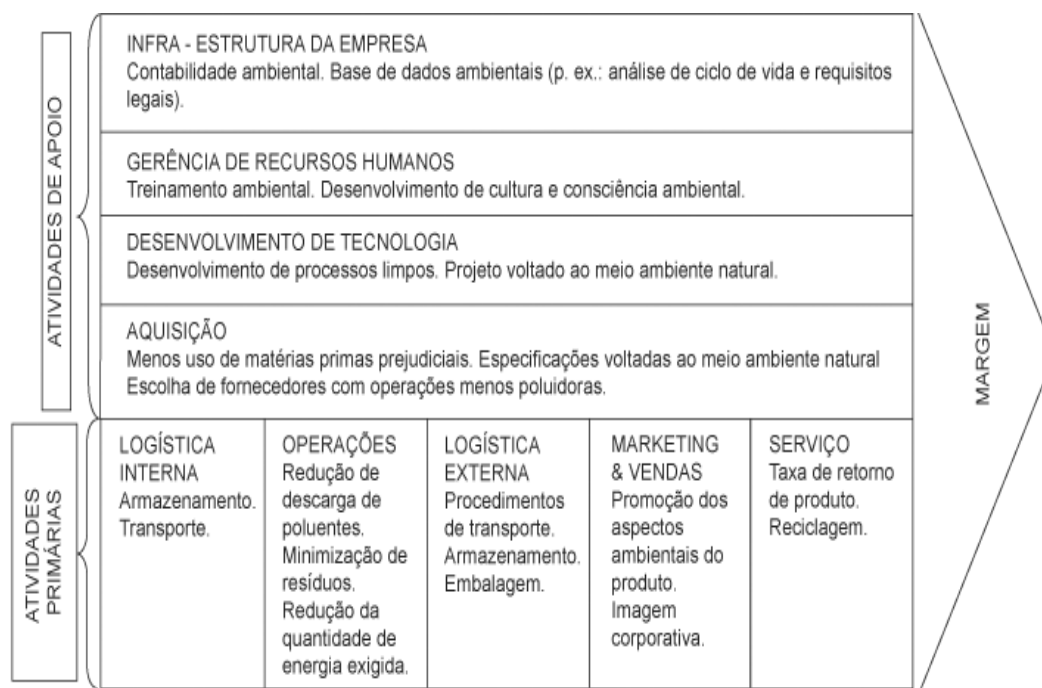 ATIVIDADES DE APOIO
INFRA - ESTRUTURA DA EMPRESA
Contabilidade ambiental. Base de dados ambientais (p. ex.: análise de ciclo de vida e requisitos
legais).
GERÊNCIA DE RECURSOS HUMANOS
Treinamento ambiental. Desenvolvimento de cultura e consciência ambiental.
DESENVOLVIMENTO DE TECNOLOGIA
Desenvolvimento de processos limpos. Projeto voltado ao meio ambiente natural.
AQUISIÇÃO
Menos uso de matérias primas prejudiciais. Especificações voltadas ao meio ambiente natural
Escolha de fornecedores com operações menos poluidoras.
ATIVIDADES
PRIMÁRIAS
LOGÍSTICA
INTERNA
Armazenamento.
Transporte.
OPERAÇÕES
Redução de
descarga de
poluentes.
Minimização de
resíduos.
Redução da
quantidade de
energia exigida.
LOGÍSTICA
EXTERNA
Procedimentos
de transporte.
Armazenamento.
Embalagem.
MARKETING
& VENDAS
Promoção dos
aspectos
ambientais do
produto.
Imagem
corporativa.
SERVIÇO
Taxa de retorno
de produto.
Reciclagem.
MARGEM